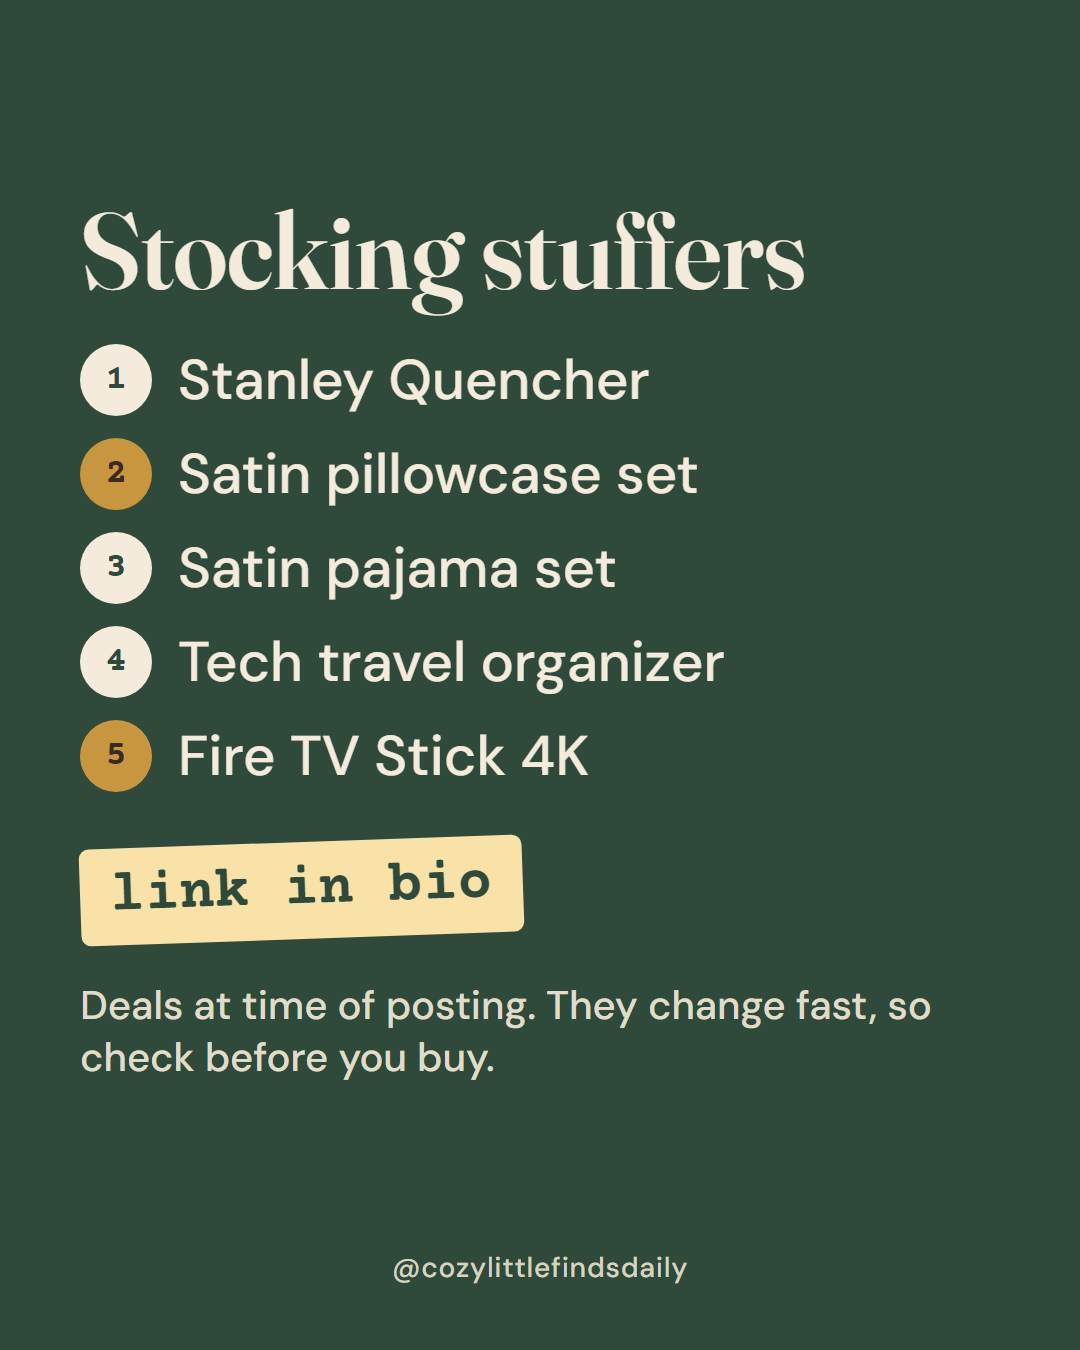 Stocking stuffers
1 Stanley Quencher
2 Satin pillowcase set
3 Satin pajama set
4 Tech travel organizer
5 Fire TV Stick 4K
link in bio
Deals at time of posting. They change fast, so
check before you buy.
@cozylittlefindsdaily